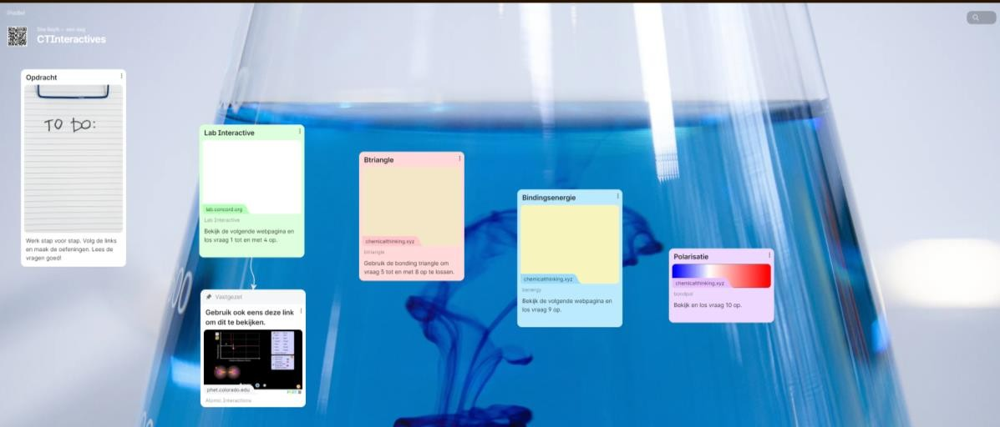 Padlet
CTInteractives
Opdracht
TO DO:
Werk stap voor stap. Volg de links
en maak de oefeningen. Lees de
vragen goed!
Lab Interactive
lab.concord.org
Lab Interactive
Bekijk de volgende webpagina en
los vraag 1 tot en met 4 op.
Vastgezet
Gebruik ook eens deze link
om dit te bekijken.
phet.colorado.edu
Atomic Interactions
Btriangle
chemicalthinking.xyz
btriangle
Gebruik de bonding triangle om
vraag 5 tot en met 8 op te lossen.
Bindingsenergie
chemicalthinking.xyz
benergy
Bekijk de volgende webpagina en
los vraag 9 op.
Polarisatie
chemicalthinking.xyz
bondpol
Bekijk en los vraag 10 op.
00